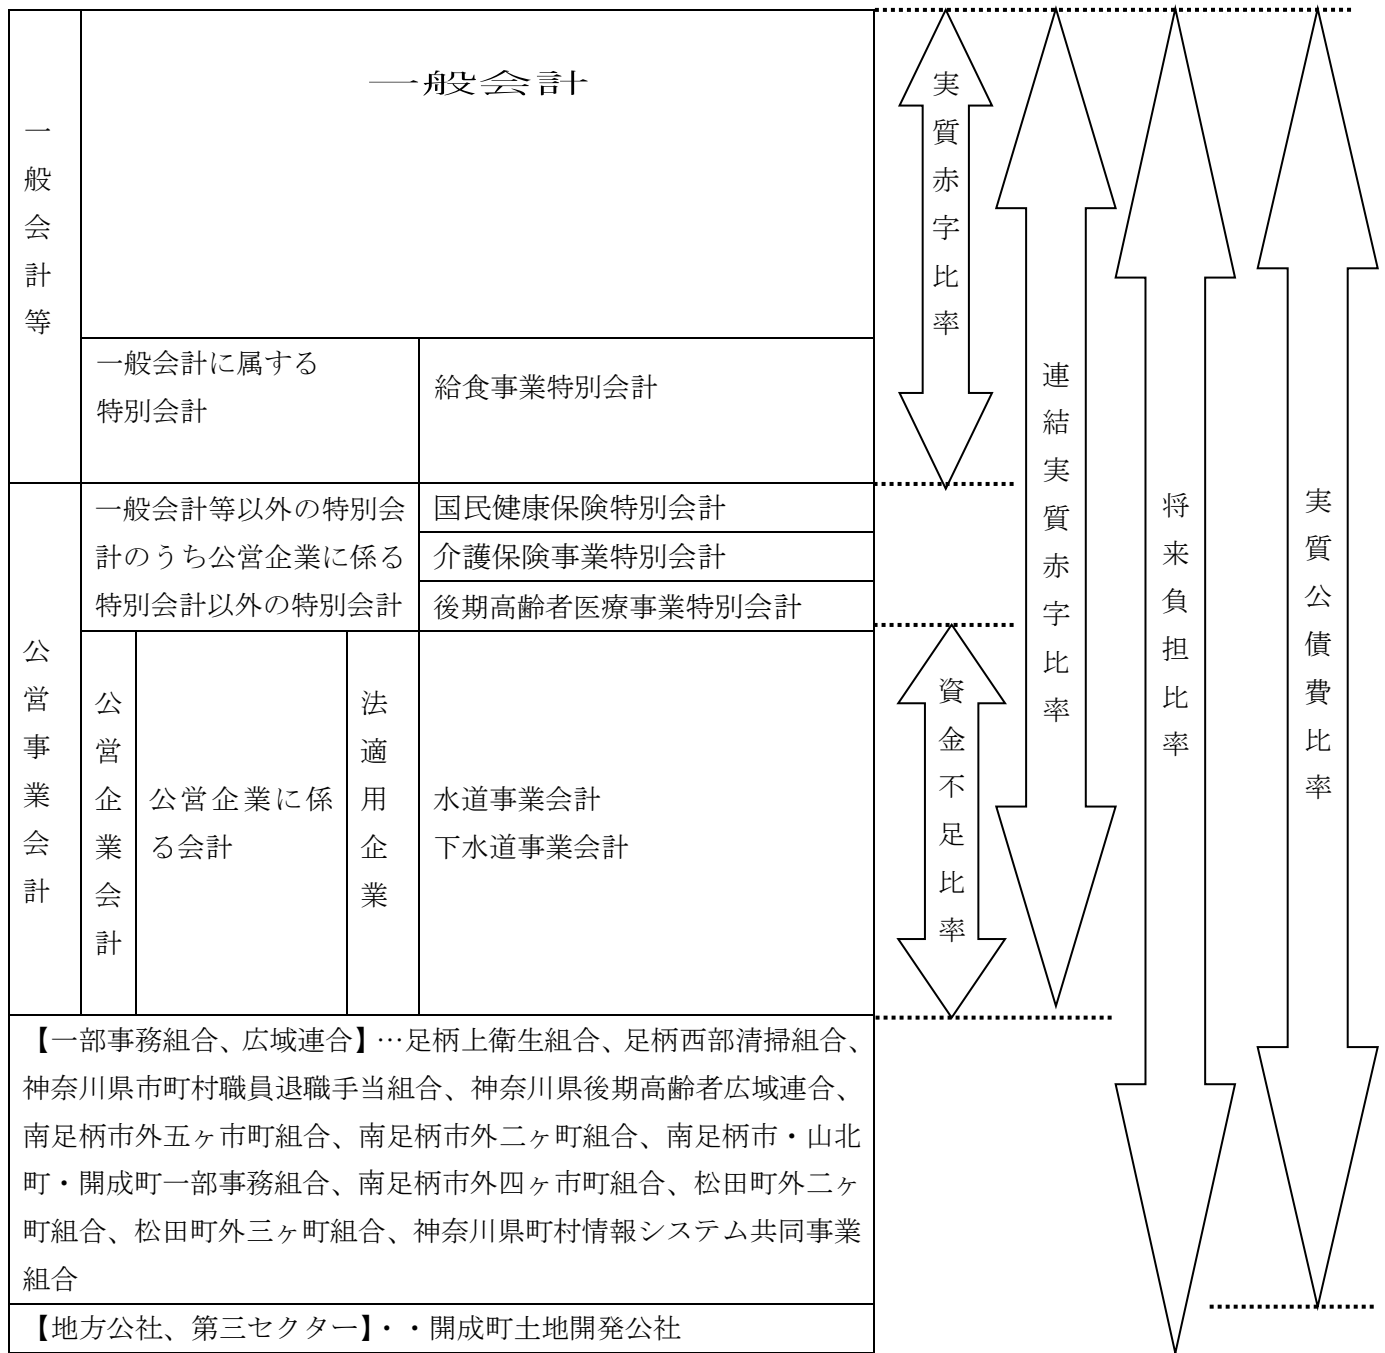 一般会計等
一般会計
一般会計に属する
特別会計
給食事業特別会計
公営事業会計
一般会計等以外の特別会
計のうち公営企業に係る
特別会計以外の特別会計
国民健康保険特別会計
介護保険事業特別会計
後期高齢者医療事業特別会計
公営企業会計
公営企業に係
る会計
法適用企業
水道事業会計
下水道事業会計
【一部事務組合、広域連合】…足柄上衛生組合、足柄西部清掃組合、
神奈川県市町村職員退職手当組合、神奈川県後期高齢者広域連合、
南足柄市外五ヶ市町組合、南足柄市外二ヶ町組合、南足柄市・山北
町・開成町一部事務組合、南足柄市外四ヶ市町組合、松田町外二ヶ
町組合、松田町外三ヶ町組合、神奈川県町村情報システム共同事業
組合
【地方公社、第三セクター】・・開成町土地開発公社
実質赤字比率
資金不足比率
連結実質赤字比率
将来負担比率
実質公債費比率